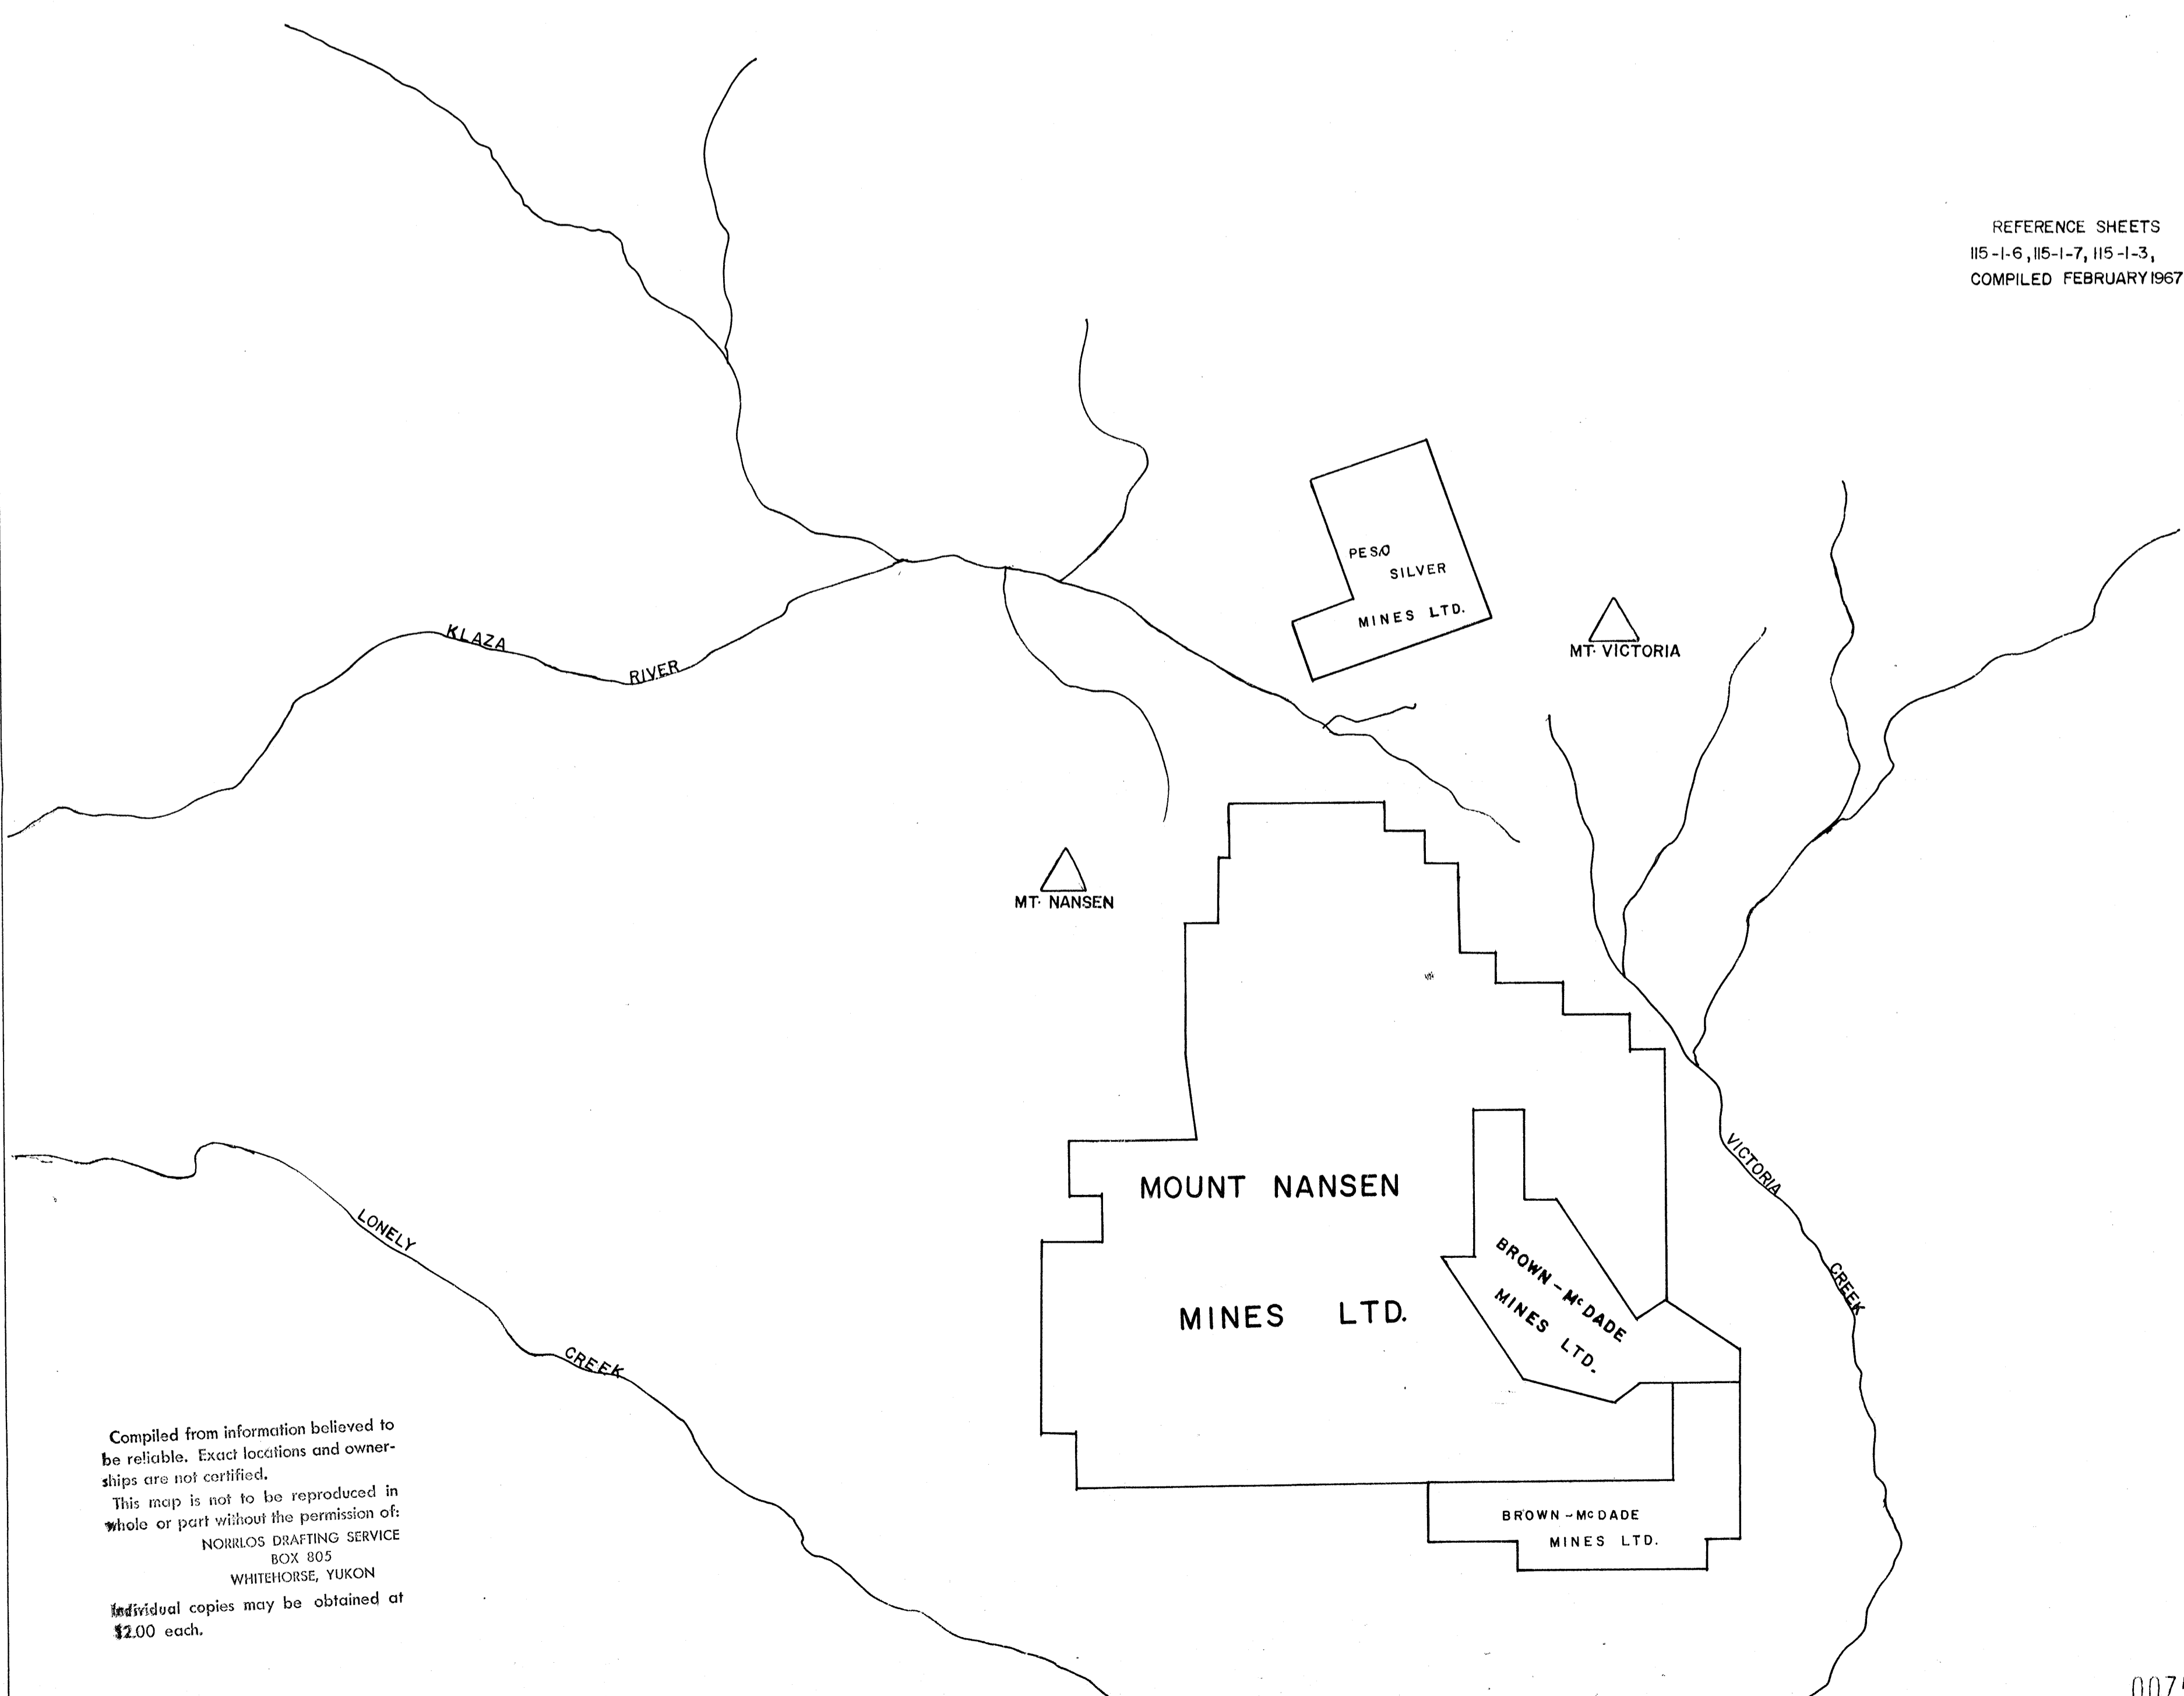 REFERENCE SHEETS
115-1-6, 115-1-7, 115-1-3,
COMPILED FEBRUARY 1967
PESO
SILVER
MINES LTD.
MT. VICTORIA
KLAZA
RIVER
MT. NANSEN
VICTORIA
CREEK
MOUNT NANSEN
MINES LTD.
BROWN-McDADE
MINES LTD.
LONELY
CREEK
BROWN-McDADE
MINES LTD.
Compiled from information believed to
be reliable. Exact locations and owner-
ships are not certified.
This map is not to be reproduced in
whole or part without the permission of:
NORRLOS DRAFTING SERVICE
BOX 805
WHITEHORSE, YUKON
Individual copies may be obtained at
$2.00 each.